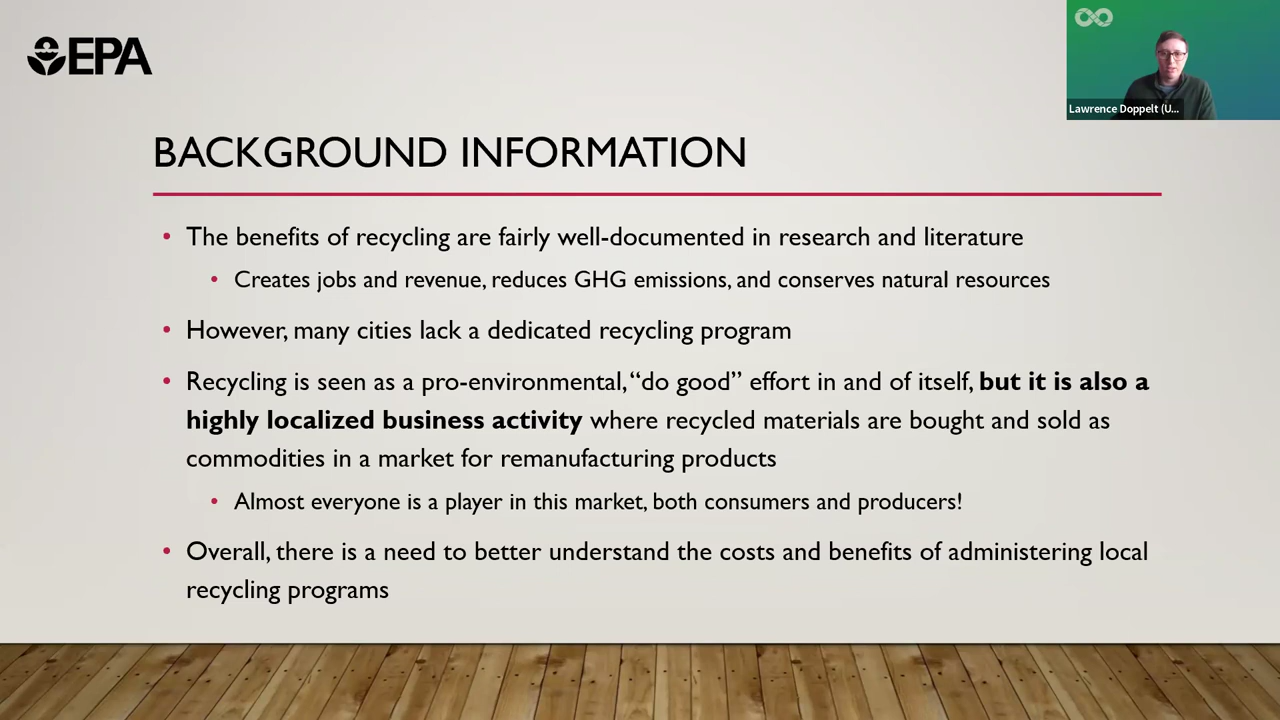 EPA
Lawrence Doppelt (U...
BACKGROUND INFORMATION
• The benefits of recycling are fairly well-documented in research and literature
• Creates jobs and revenue, reduces GHG emissions, and conserves natural resources
• However, many cities lack a dedicated recycling program
• Recycling is seen as a pro-environmental, “do good” effort in and of itself, but it is also a
highly localized business activity where recycled materials are bought and sold as
commodities in a market for remanufacturing products
• Almost everyone is a player in this market, both consumers and producers!
• Overall, there is a need to better understand the costs and benefits of administering local
recycling programs